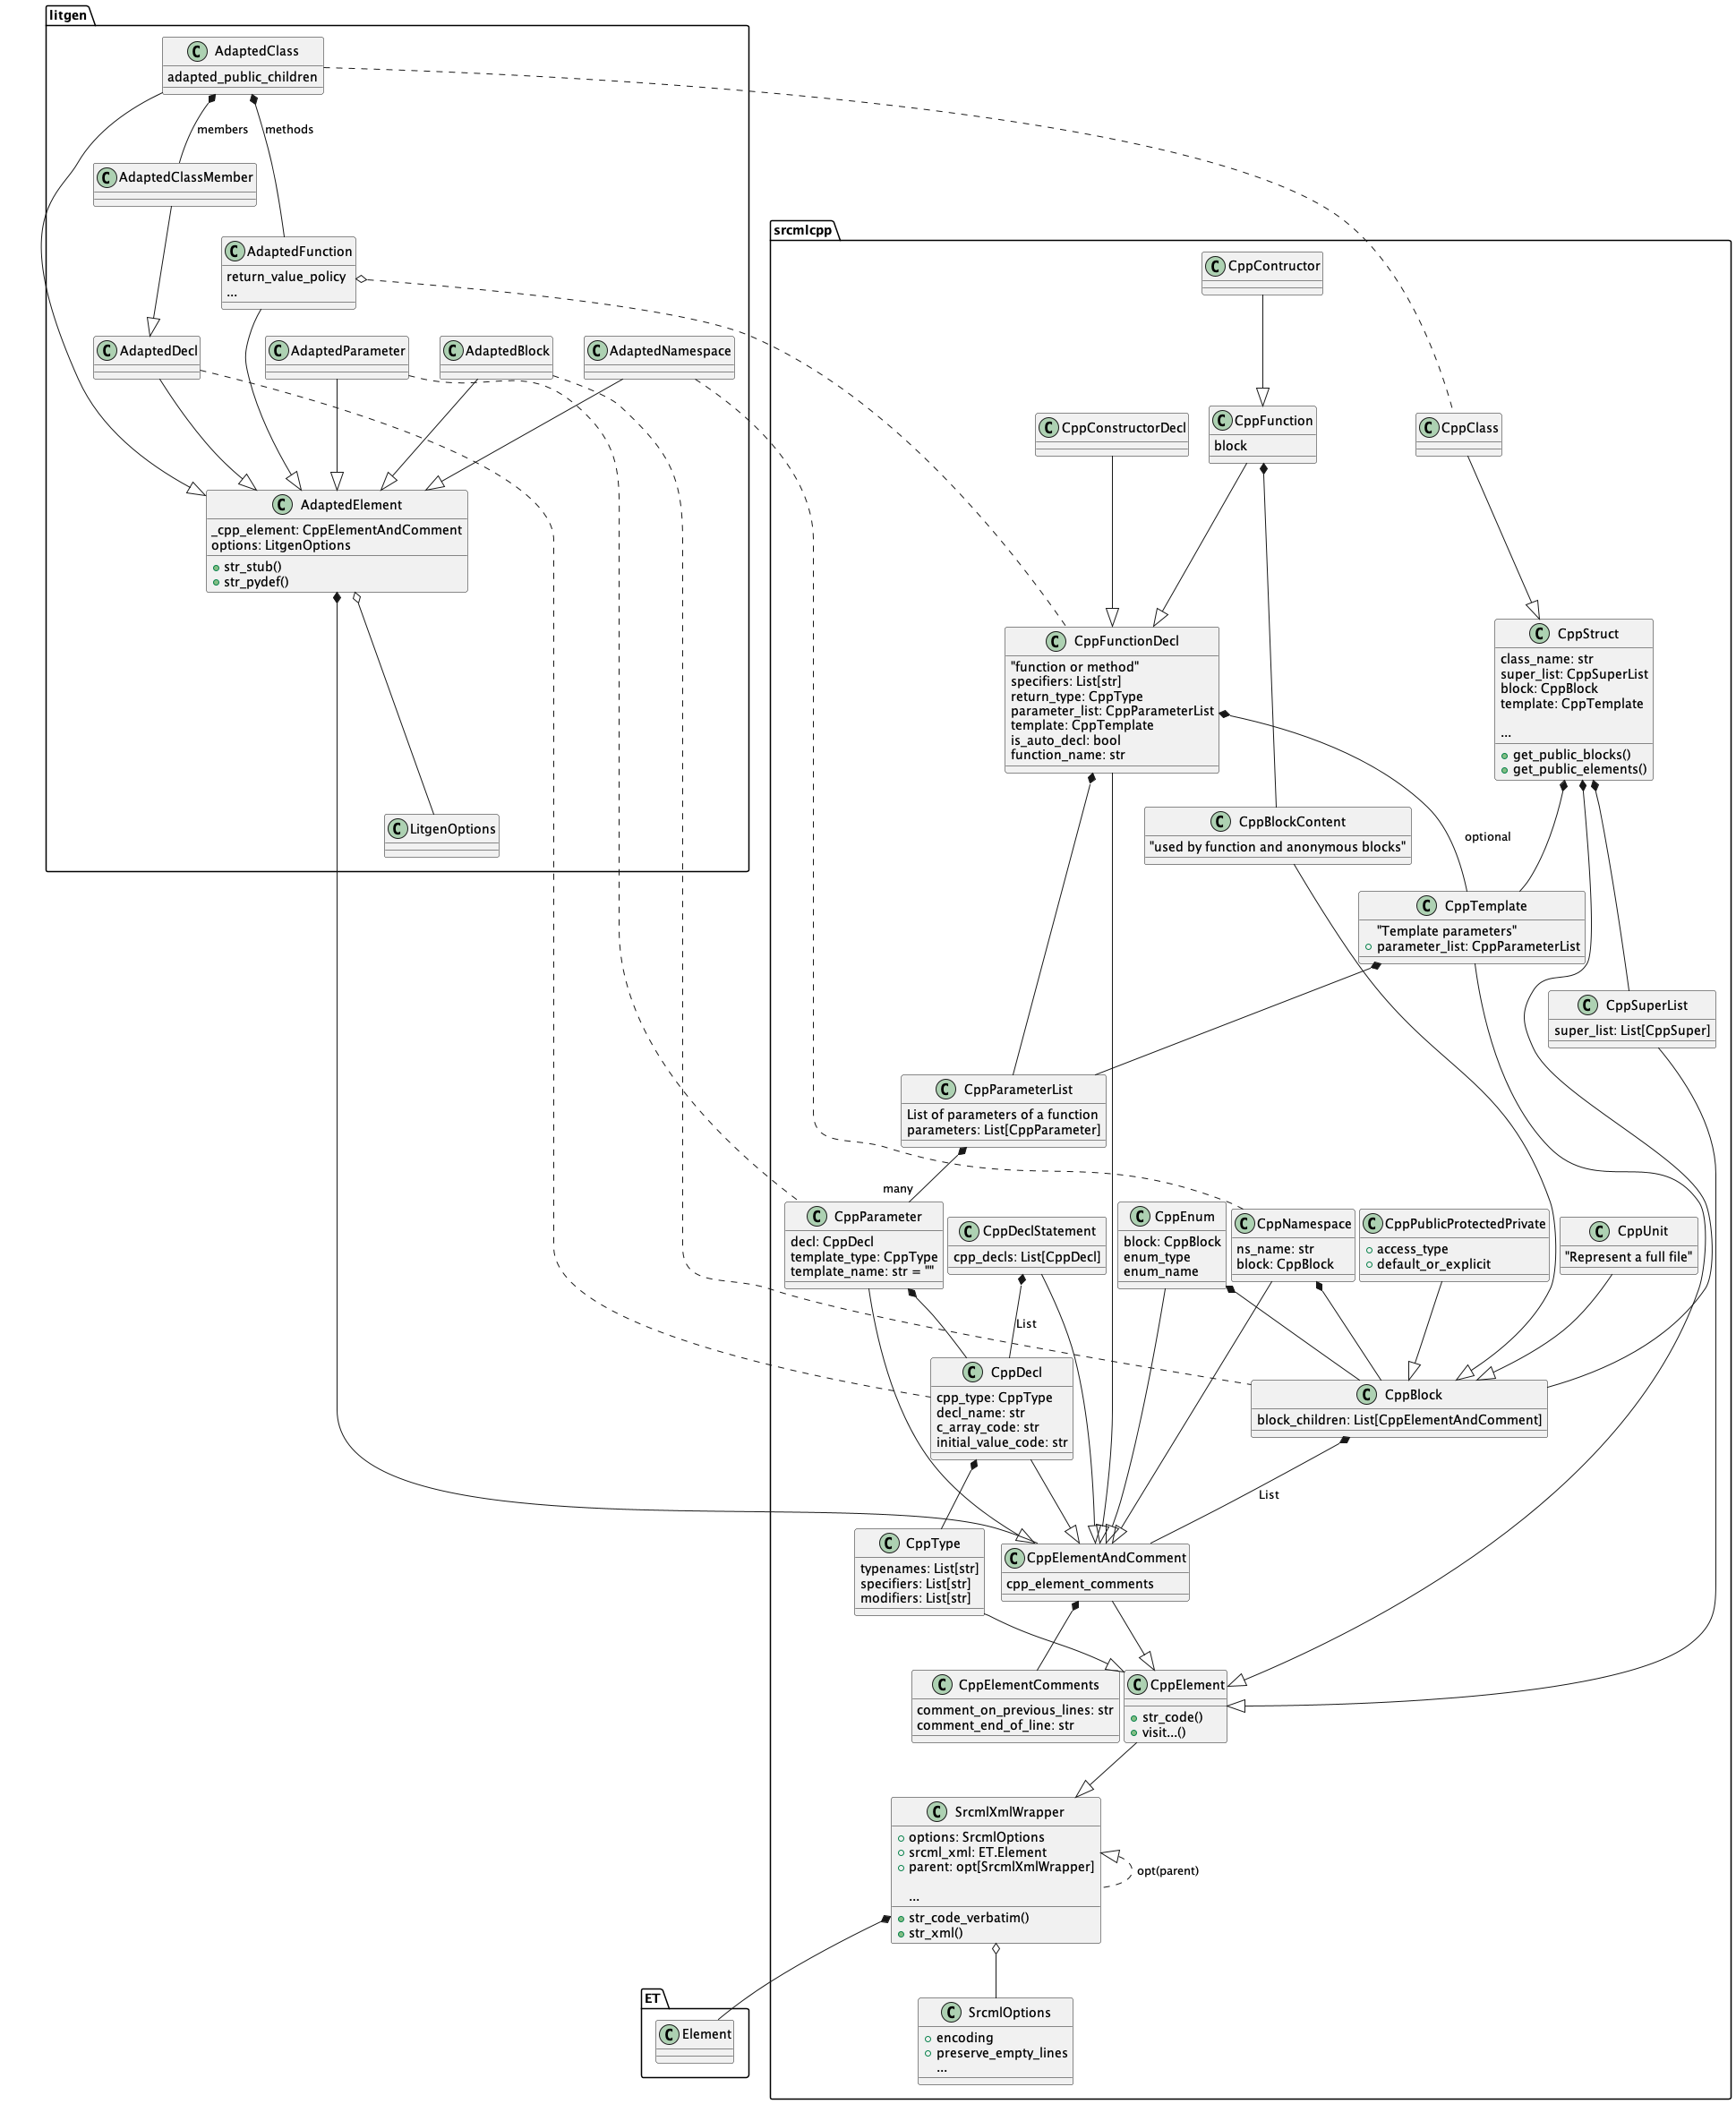 litgen
C AdaptedClass
adapted_public_children
members
methods
C AdaptedClassMember
C AdaptedFunction
return_value_policy
...
C AdaptedDecl
C AdaptedParameter
C AdaptedBlock
C AdaptedNamespace
C AdaptedElement
_cpp_element: CppElementAndComment
options: LitgenOptions
str_stub()
str_pydef()
C LitgenOptions
srcmlcpp
C CppContructor
C CppConstructorDecl
C CppFunction
block
C CppClass
C CppFunctionDecl
"function or method"
specifiers: List[str]
return_type: CppType
parameter_list: CppParameterList
template: CppTemplate
is_auto_decl: bool
function_name: str
C CppStruct
class_name: str
super_list: CppSuperList
block: CppBlock
template: CppTemplate
...
get_public_blocks()
get_public_elements()
C CppBlockContent
"used by function and anonymous blocks"
optional
C CppTemplate
"Template parameters"
parameter_list: CppParameterList
C CppSuperList
super_list: List[CppSuper]
C CppParameterList
List of parameters of a function
parameters: List[CppParameter]
many
C CppParameter
decl: CppDecl
template_type: CppType
template_name: str = ""
C CppDeclStatement
cpp_decls: List[CppDecl]
C CppEnum
block: CppBlock
enum_type
enum_name
C CppNamespace
ns_name: str
block: CppBlock
C CppPublicProtectedPrivate
access_type
default_or_explicit
C CppUnit
"Represent a full file"
List
C CppDecl
cpp_type: CppType
decl_name: str
c_array_code: str
initial_value_code: str
C CppBlock
block_children: List[CppElementAndComment]
List
C CppType
typenames: List[str]
specifiers: List[str]
modifiers: List[str]
C CppElementAndComment
cpp_element_comments
C CppElementComments
comment_on_previous_lines: str
comment_end_of_line: str
C CppElement
str_code()
visit...()
C SrcmlXmlWrapper
options: SrcmlOptions
srcml_xml: ET.Element
parent: opt[SrcmlXmlWrapper]
...
str_code_verbatim()
str_xml()
opt(parent)
ET
C Element
C SrcmlOptions
encoding
preserve_empty_lines
...